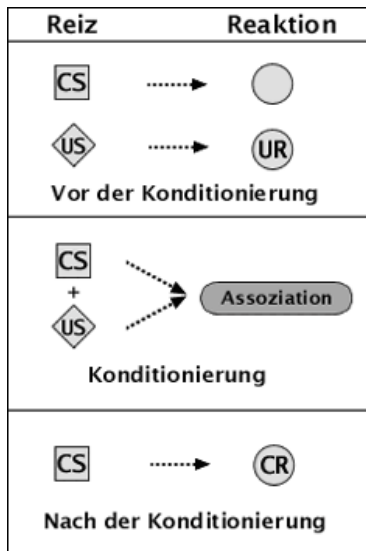 Reiz Reaktion
CS
US UR
Vor der Konditionierung
CS
+
US
Assoziation
Konditionierung
CS CR
Nach der Konditionierung